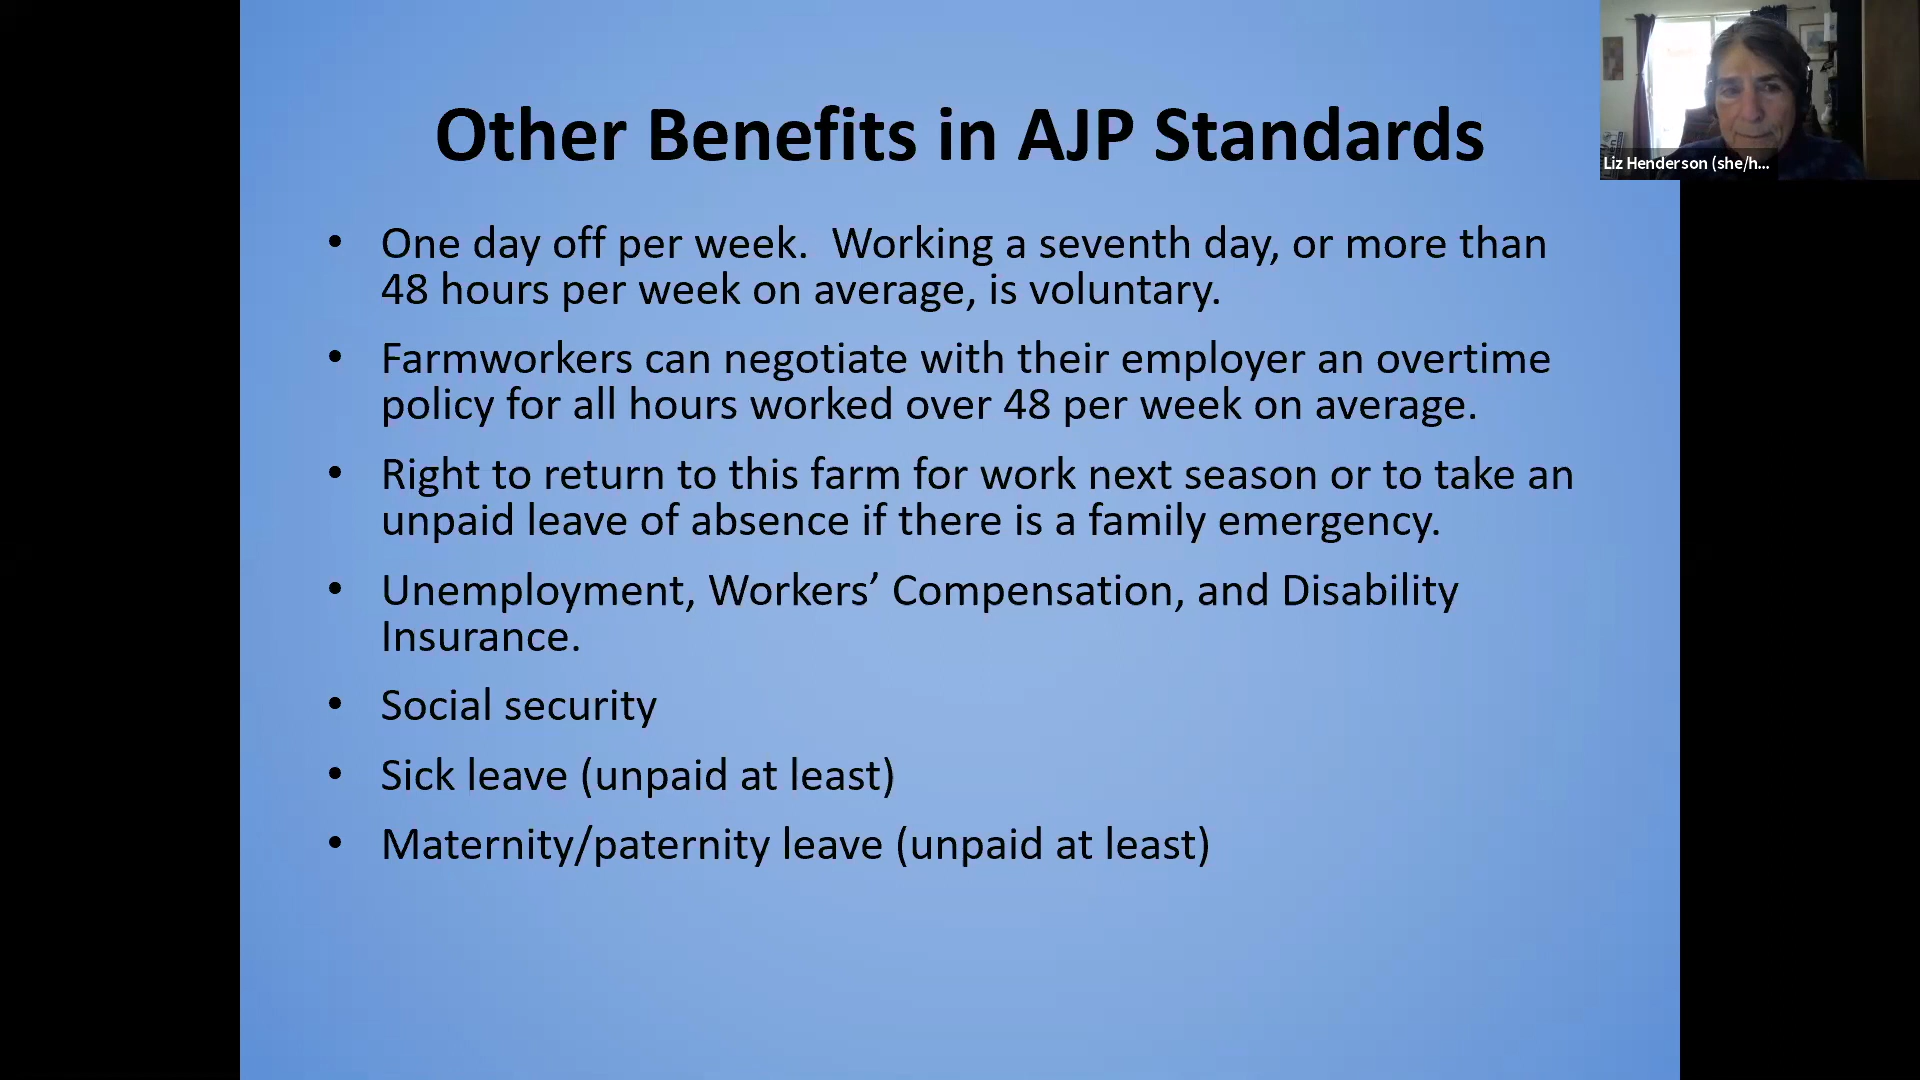 Other Benefits in AJP Standards
Liz Henderson (she/h...
• One day off per week.  Working a seventh day, or more than
48 hours per week on average, is voluntary.
• Farmworkers can negotiate with their employer an overtime
policy for all hours worked over 48 per week on average.
• Right to return to this farm for work next season or to take an
unpaid leave of absence if there is a family emergency.
• Unemployment, Workers’ Compensation, and Disability
Insurance.
• Social security
• Sick leave (unpaid at least)
• Maternity/paternity leave (unpaid at least)